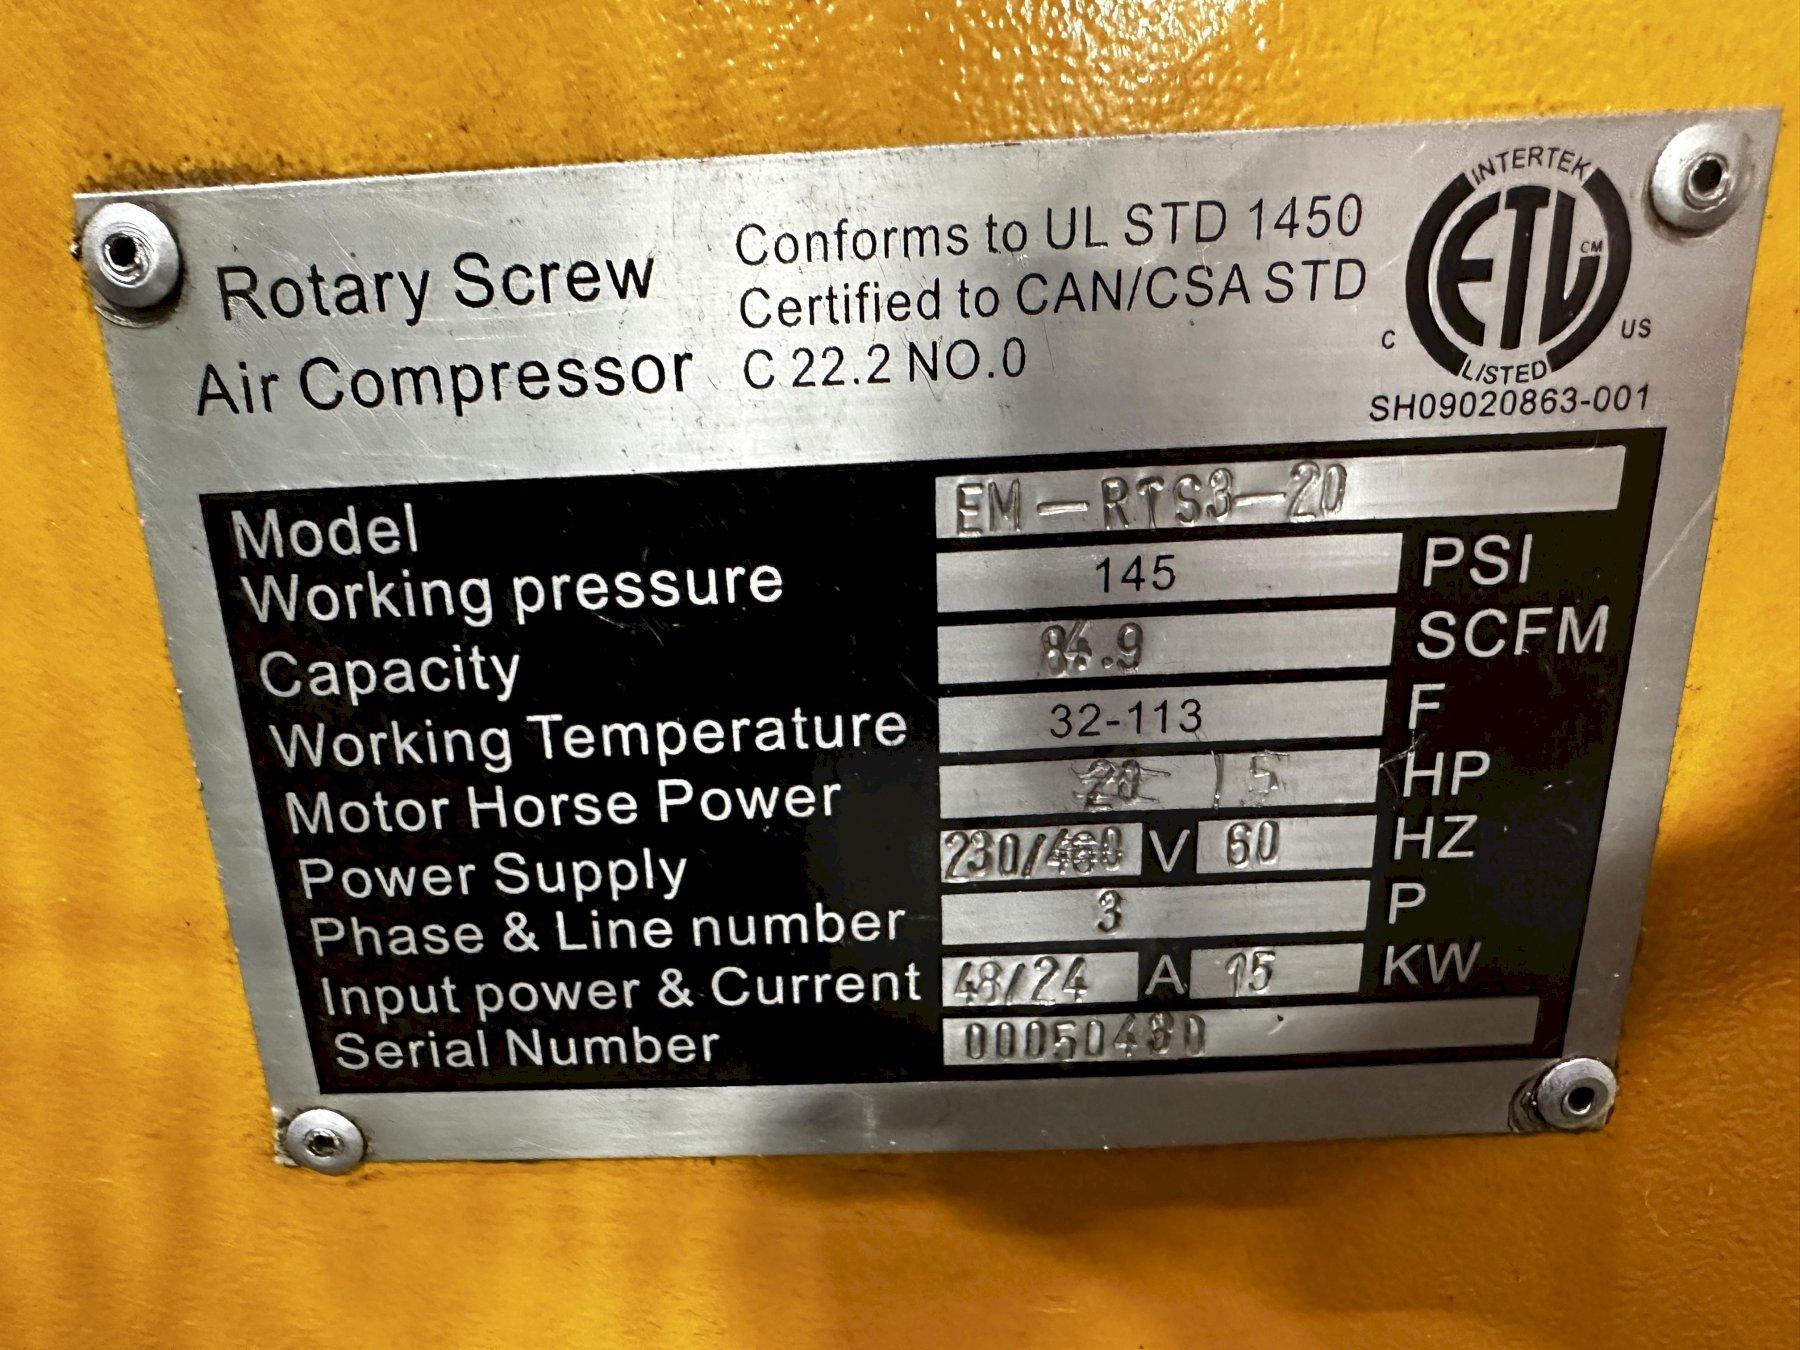 Rotary Screw
Air Compressor
Conforms to UL STD 1450
Certified to CAN/CSA STD
C 22.2 NO.0
INTERTEK
ETL CM
LISTED
C US
SH09020863-001
Model EM-RTS3-20
Working pressure 145 PSI
Capacity 84.9 SCFM
Working Temperature 32-113 F
Motor Horse Power 20 15 HP
Power Supply 230/460 V 60 HZ
Phase & Line number 3 P
Input power & Current 48/24 A 15 KW
Serial Number 00050480